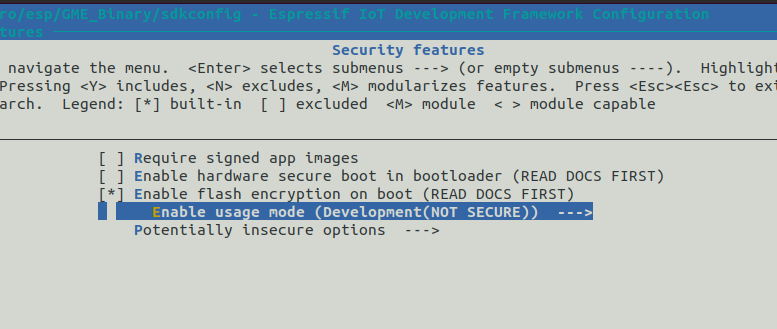 ro/esp/GME_Binary/sdkconfig - Espressif IoT Development Framework Configuration
tures
Security features
navigate the menu. <Enter> selects submenus ---> (or empty submenus ----). Highlight
Pressing <Y> includes, <N> excludes, <M> modularizes features. Press <Esc><Esc> to exi
arch. Legend: [*] built-in [ ] excluded <M> module < > module capable
[ ] Require signed app images
[ ] Enable hardware secure boot in bootloader (READ DOCS FIRST)
[*] Enable flash encryption on boot (READ DOCS FIRST)
Enable usage mode (Development(NOT SECURE)) --->
Potentially insecure options --->